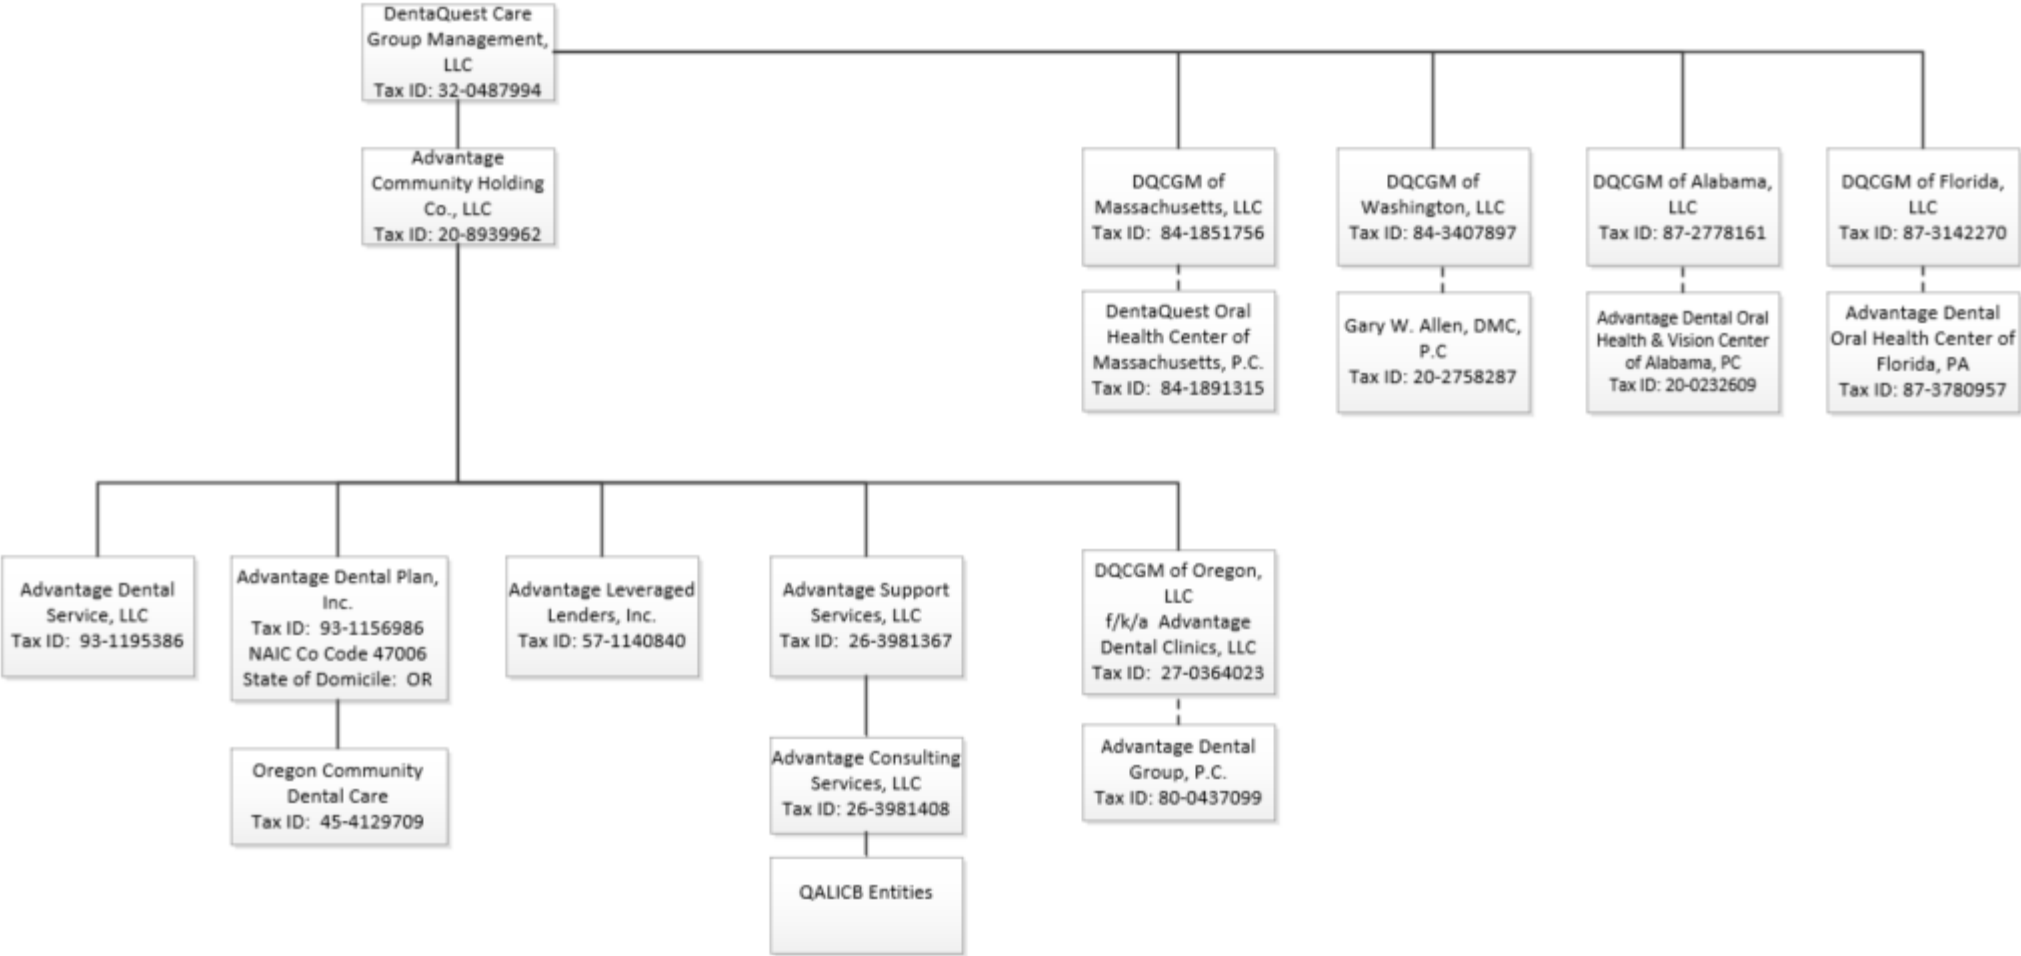 DentaQuest Care
Group Management,
LLC
Tax ID: 32-0487994
Advantage
Community Holding
Co., LLC
Tax ID: 20-8939962
DQCGM of
Massachusetts, LLC
Tax ID: 84-1851756
DQCGM of
Washington, LLC
Tax ID: 84-3407897
DQCGM of Alabama,
LLC
Tax ID: 87-2778161
DQCGM of Florida,
LLC
Tax ID: 87-3142270
DentaQuest Oral
Health Center of
Massachusetts, P.C.
Tax ID: 84-1891315
Gary W. Allen, DMC,
P.C
Tax ID: 20-2758287
Advantage Dental Oral
Health & Vision Center
of Alabama, PC
Tax ID: 20-0232609
Advantage Dental
Oral Health Center of
Florida, PA
Tax ID: 87-3780957
Advantage Dental
Service, LLC
Tax ID: 93-1195386
Advantage Dental Plan,
Inc.
Tax ID: 93-1156986
NAIC Co Code 47006
State of Domicile: OR
Advantage Leveraged
Lenders, Inc.
Tax ID: 57-1140840
Advantage Support
Services, LLC
Tax ID: 26-3981367
DQCGM of Oregon,
LLC
f/k/a Advantage
Dental Clinics, LLC
Tax ID: 27-0364023
Oregon Community
Dental Care
Tax ID: 45-4129709
Advantage Consulting
Services, LLC
Tax ID: 26-3981408
Advantage Dental
Group, P.C.
Tax ID: 80-0437099
QALICB Entities